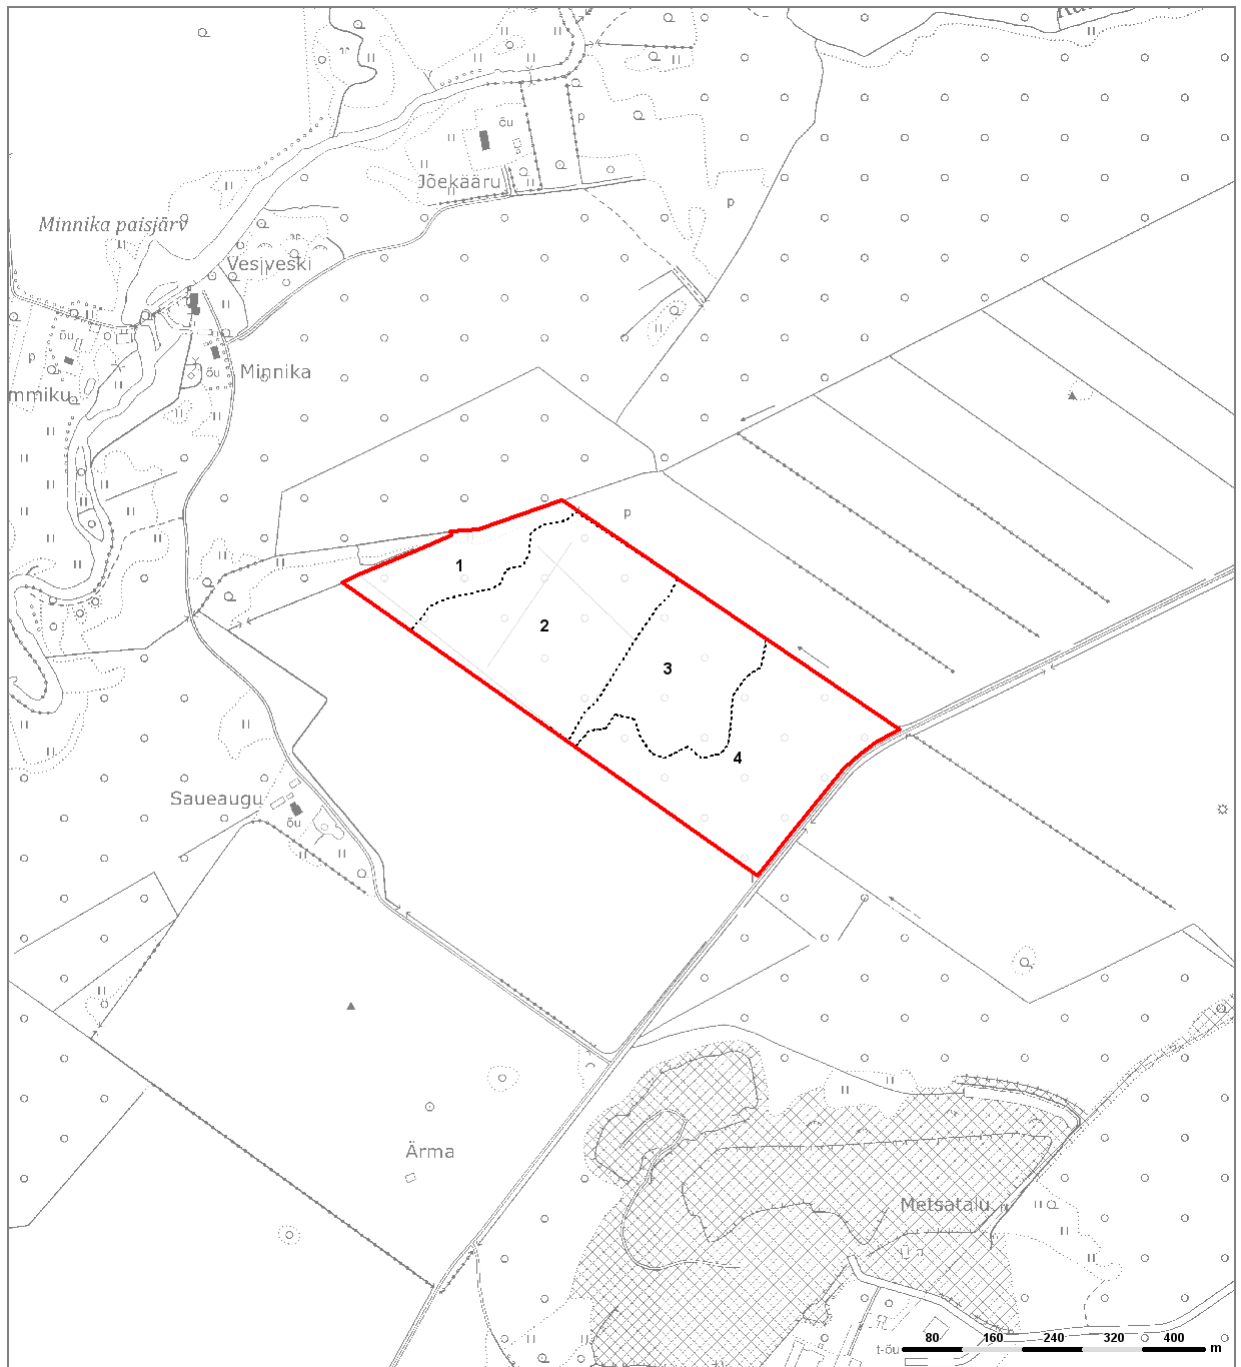 õu
p
Jõekääru
p
Minnika paisjärv
Vesiveski
õu
p
õu
Minnika
mmiku
p
1
2
3
4
Saueaugu
õu
Ärma
Metsatalu
t-õu
80 160 240 320 400 m